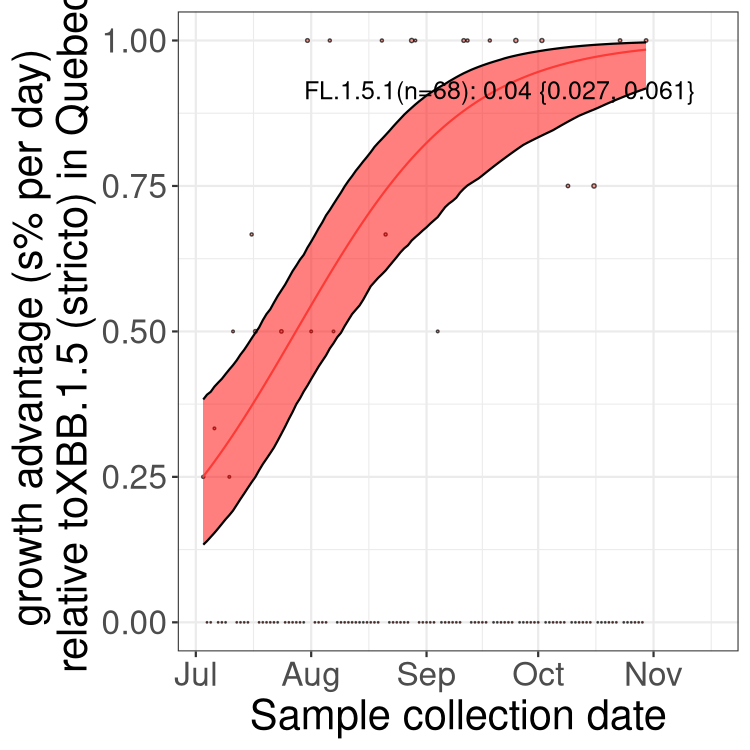 growth advantage (s% per day)
relative toXBB.1.5 (stricto) in Quebec
1.00
0.75
0.50
0.25
0.00
FL.1.5.1(n=68): 0.04 {0.027, 0.061}
Jul Aug Sep Oct Nov
Sample collection date